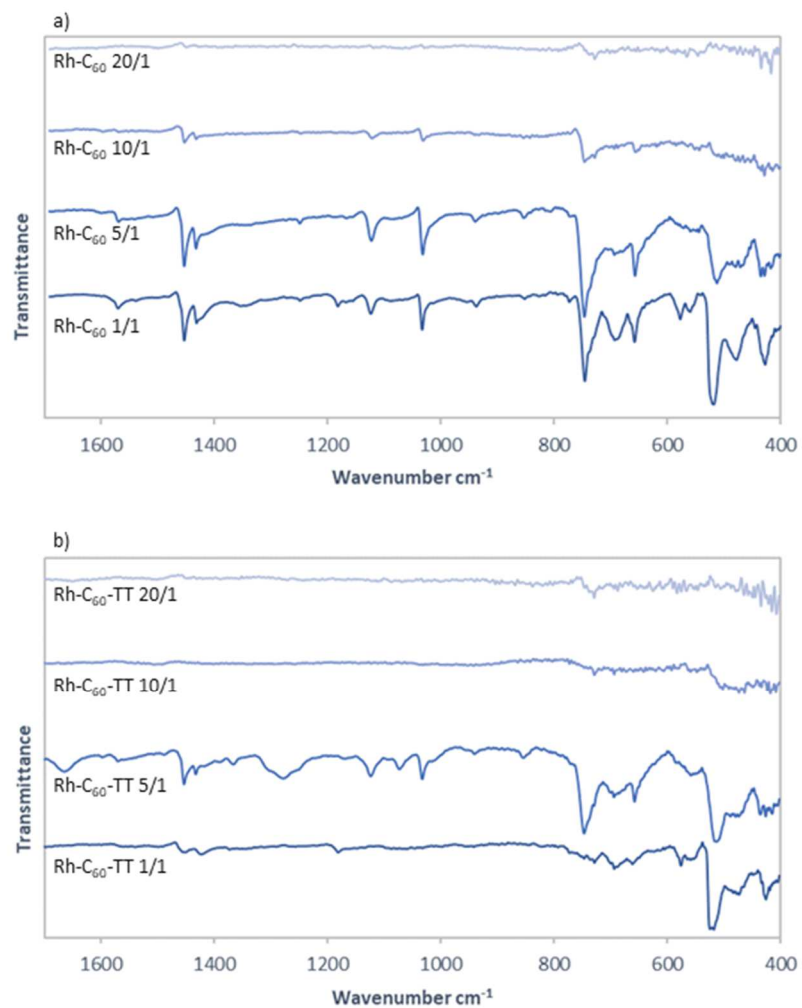 a)
Rh-C₆₀ 20/1
Rh-C₆₀ 10/1
Rh-C₆₀ 5/1
Rh-C₆₀ 1/1
Transmittance
1600 1400 1200 1000 800 600 400
Wavenumber cm⁻¹
b)
Rh-C₆₀-TT 20/1
Rh-C₆₀-TT 10/1
Rh-C₆₀-TT 5/1
Rh-C₆₀-TT 1/1
Transmittance
1600 1400 1200 1000 800 600 400
Wavenumber cm⁻¹